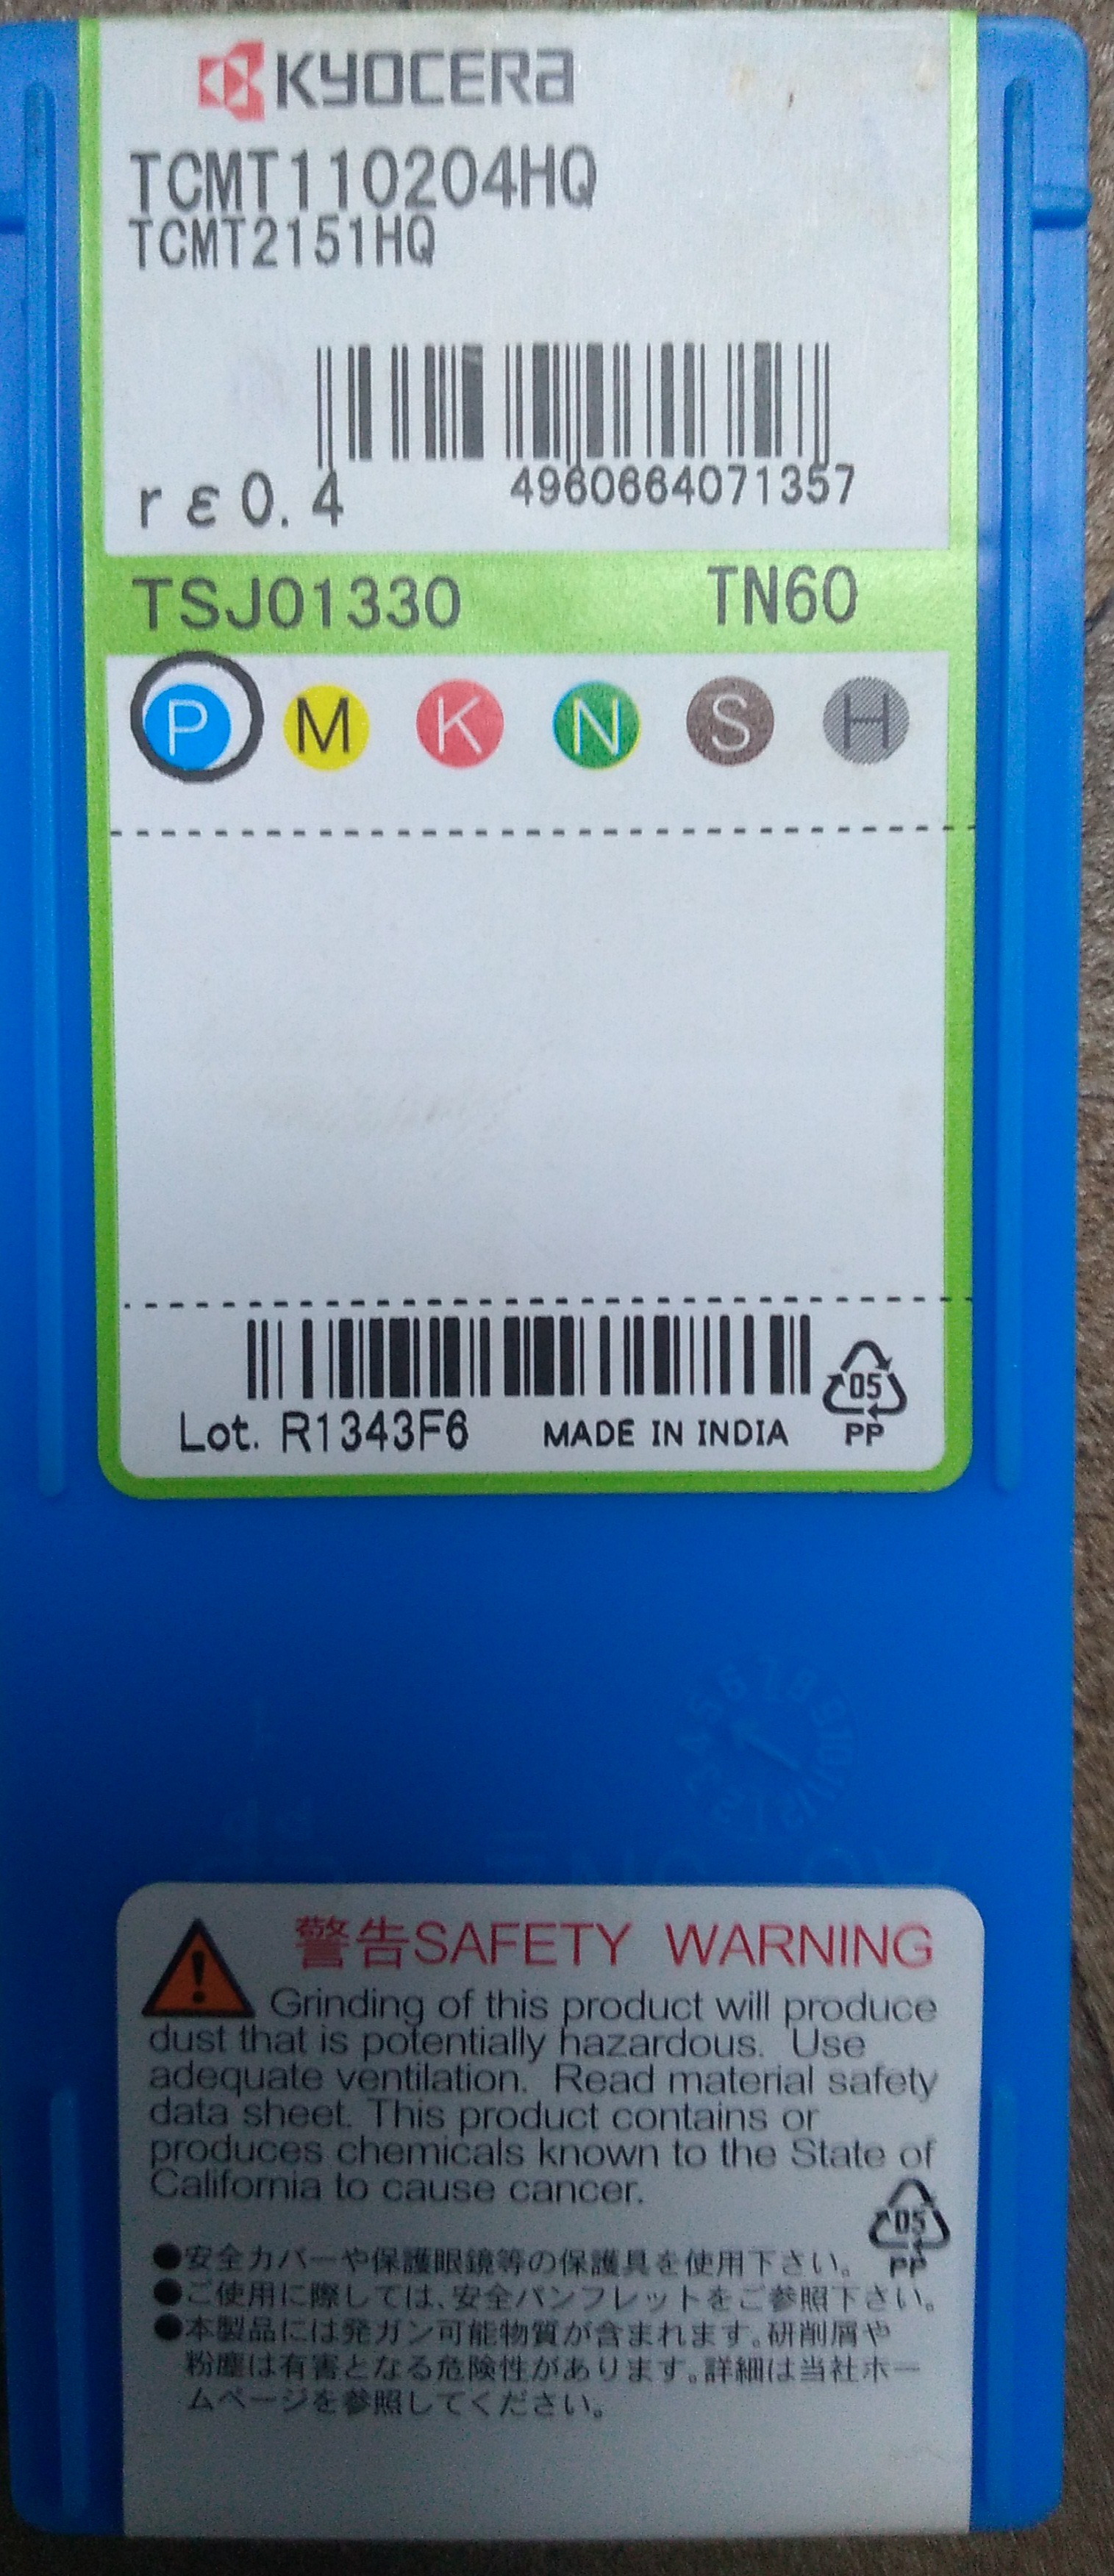 KYOCERA
TCMT110204HQ
TCMT2151HQ
rε0.4
4960664071357
TSJ01330 TN60
P M K N S H
05
Lot. R1343F6 MADE IN INDIA PP
警告SAFETY WARNING
Grinding of this product will produce
dust that is potentially hazardous. Use
adequate ventilation. Read material safety
data sheet. This product contains or
produces chemicals known to the State of
California to cause cancer.
05
PP
●安全カバーや保護眼鏡等の保護具を使用下さい。
●ご使用に際しては、安全パンフレットをご参照下さい。
●本製品には発ガン可能物質が含まれます。研削屑や
粉塵は有害となる危険性があります。詳細は当社ホー
ムページを参照してください。